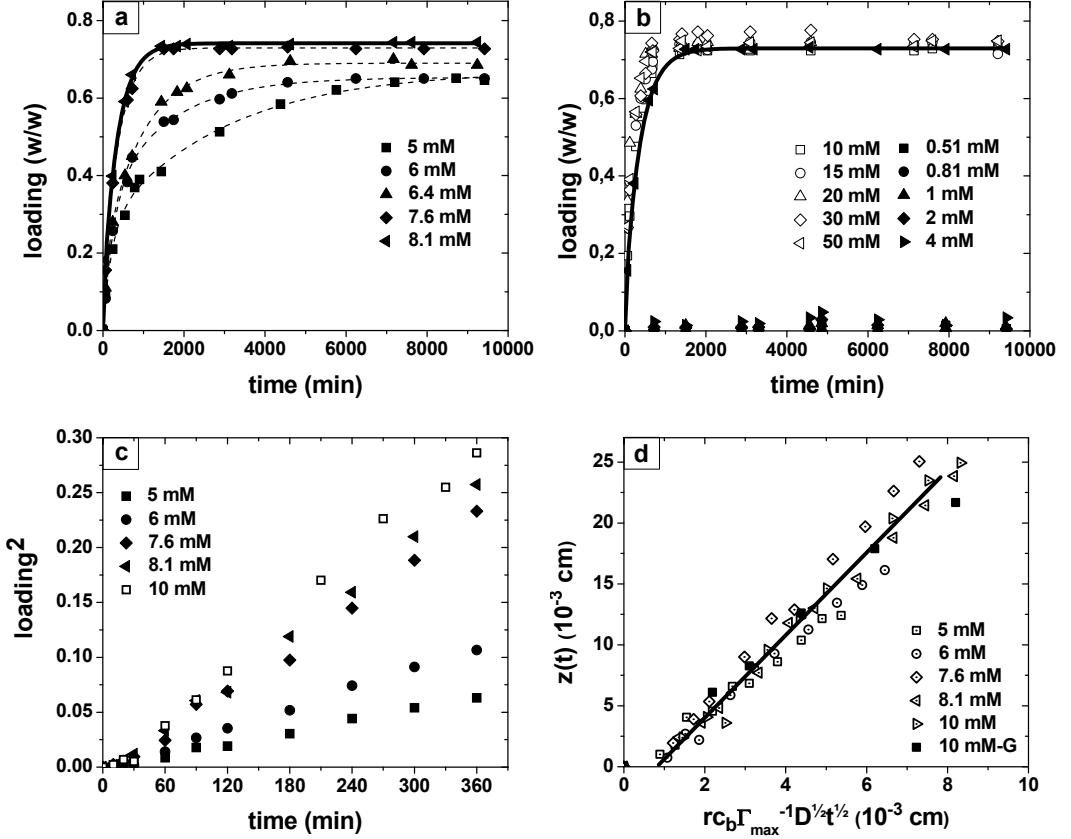 a
loading (w/w)
0,8
0,6
0,4
0,2
0.0
0
2000
4000
6000
8000
10000
time (min)
5 mM
6 mM
6.4 mM
7.6 mM
8.1 mM
b
loading (w/w)
0,8
0,6
0,4
0,2
0,0
0
2000
4000
6000
8000
10000
time (min)
10 mM
15 mM
20 mM
30 mM
50 mM
0.51 mM
0.81 mM
1 mM
2 mM
4 mM
c
loading²
0.30
0.25
0.20
0.15
0.10
0.05
0.00
0
60
120
180
240
300
360
time (min)
5 mM
6 mM
7.6 mM
8.1 mM
10 mM
d
z(t) (10⁻³ cm)
25
20
15
10
5
0
0
2
4
6
8
10
rc_bΓ_max⁻¹D^½t^½ (10⁻³ cm)
5 mM
6 mM
7.6 mM
8.1 mM
10 mM
10 mM-G